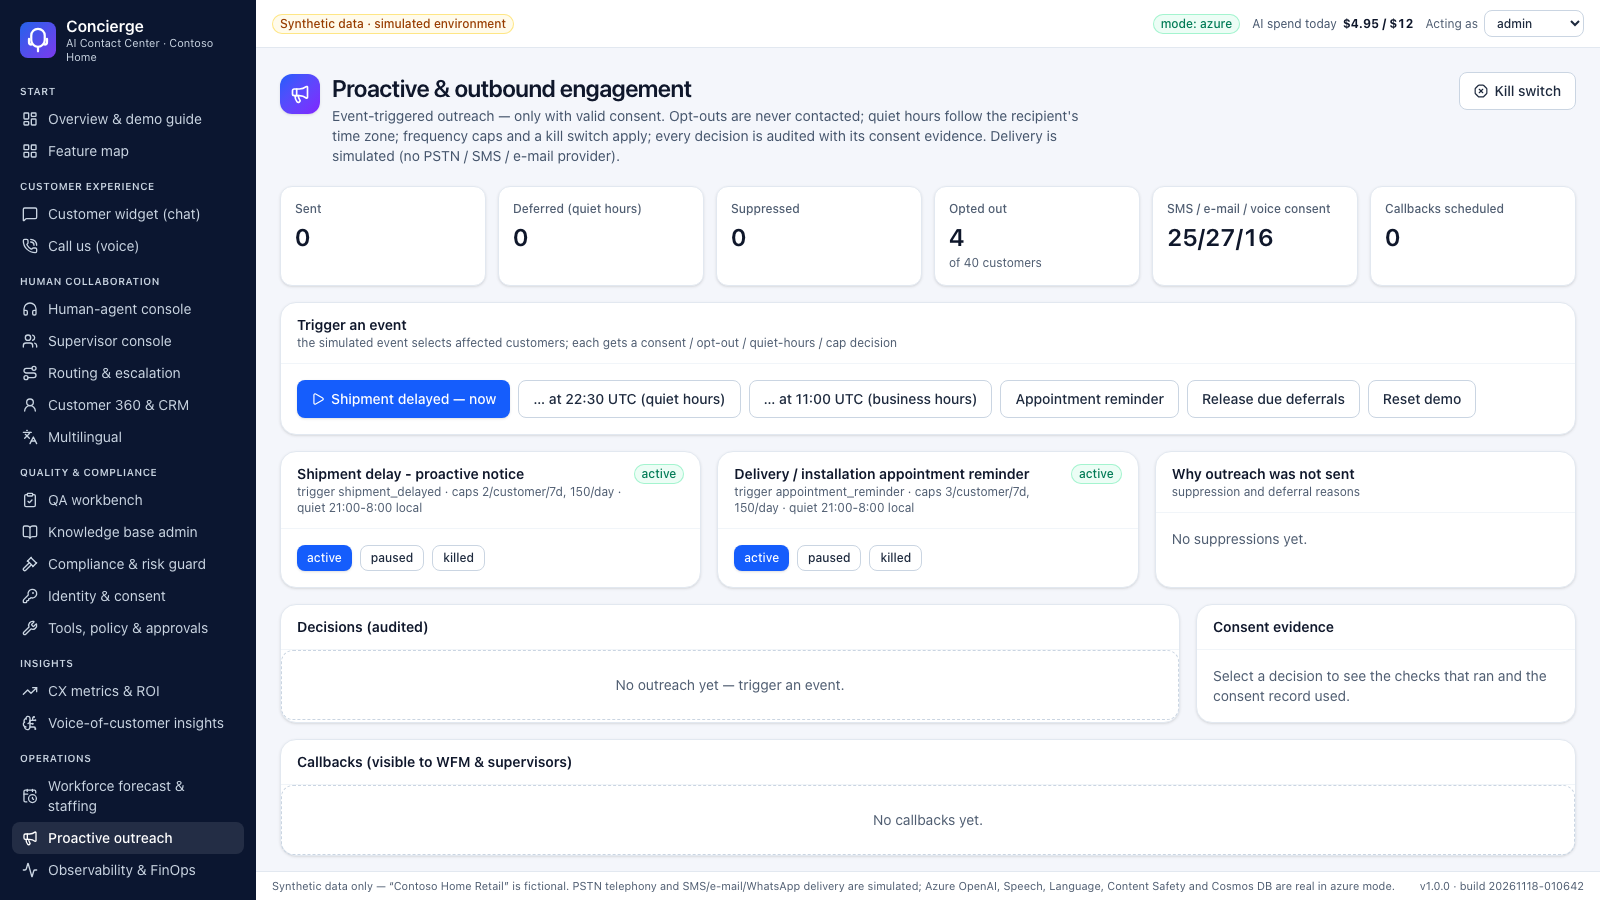 Concierge
AI Contact Center · Contoso
Home
START
Overview & demo guide
Feature map
CUSTOMER EXPERIENCE
Customer widget (chat)
Call us (voice)
HUMAN COLLABORATION
Human-agent console
Supervisor console
Routing & escalation
Customer 360 & CRM
Multilingual
QUALITY & COMPLIANCE
QA workbench
Knowledge base admin
Compliance & risk guard
Identity & consent
Tools, policy & approvals
INSIGHTS
CX metrics & ROI
Voice-of-customer insights
OPERATIONS
Workforce forecast &
staffing
Proactive outreach
Observability & FinOps
Synthetic data · simulated environment
mode: azure
AI spend today $4.95 / $12
Acting as
admin
Proactive & outbound engagement
Event-triggered outreach — only with valid consent. Opt-outs are never contacted; quiet hours follow the recipient's
time zone; frequency caps and a kill switch apply; every decision is audited with its consent evidence. Delivery is
simulated (no PSTN / SMS / e-mail provider).
Kill switch
Sent
0
Deferred (quiet hours)
0
Suppressed
0
Opted out
4
of 40 customers
SMS / e-mail / voice consent
25/27/16
Callbacks scheduled
0
Trigger an event
the simulated event selects affected customers; each gets a consent / opt-out / quiet-hours / cap decision
Shipment delayed — now
... at 22:30 UTC (quiet hours)
... at 11:00 UTC (business hours)
Appointment reminder
Release due deferrals
Reset demo
Shipment delay - proactive notice
active
trigger shipment_delayed · caps 2/customer/7d, 150/day ·
quiet 21:00-8:00 local
active
paused
killed
Delivery / installation appointment reminder
active
trigger appointment_reminder · caps 3/customer/7d,
150/day · quiet 21:00-8:00 local
active
paused
killed
Why outreach was not sent
suppression and deferral reasons
No suppressions yet.
Decisions (audited)
No outreach yet — trigger an event.
Consent evidence
Select a decision to see the checks that ran and the
consent record used.
Callbacks (visible to WFM & supervisors)
No callbacks yet.
Synthetic data only — “Contoso Home Retail” is fictional. PSTN telephony and SMS/e-mail/WhatsApp delivery are simulated; Azure OpenAI, Speech, Language, Content Safety and Cosmos DB are real in azure mode.
v1.0.0 · build 20261118-010642